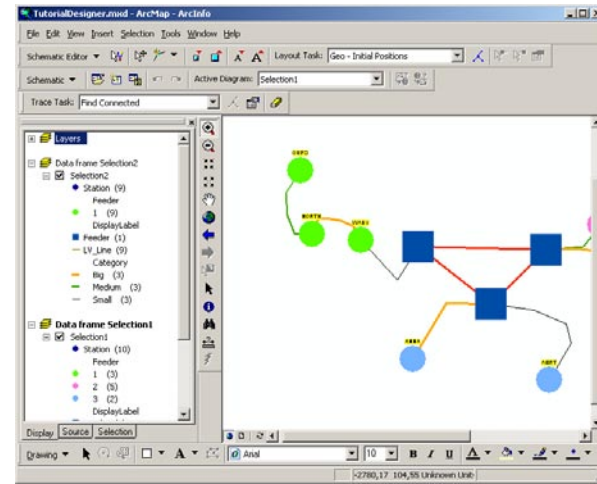 TutorialDesigner.mxd - ArcMap - ArcInfo
File Edit View Insert Selection Tools Window Help
Schematic Editor Layout Task: Geo - Initial Positions
Schematic Active Diagram: Selection1
Trace Task: Find Connected
Layers
Data frame Selection2
Selection2
Station (9)
Feeder
1 (9)
DisplayLabel
Feeder (1)
LV_Line (9)
Category
Big (3)
Medium (3)
Small (3)
Data frame Selection1
Selection1
Station (10)
Feeder
1 (3)
2 (5)
3 (2)
DisplayLabel
Display Source Selection
NORTH
Drawing A Arial 10 B I U A
-2780,17 104,55 Unknown Unit